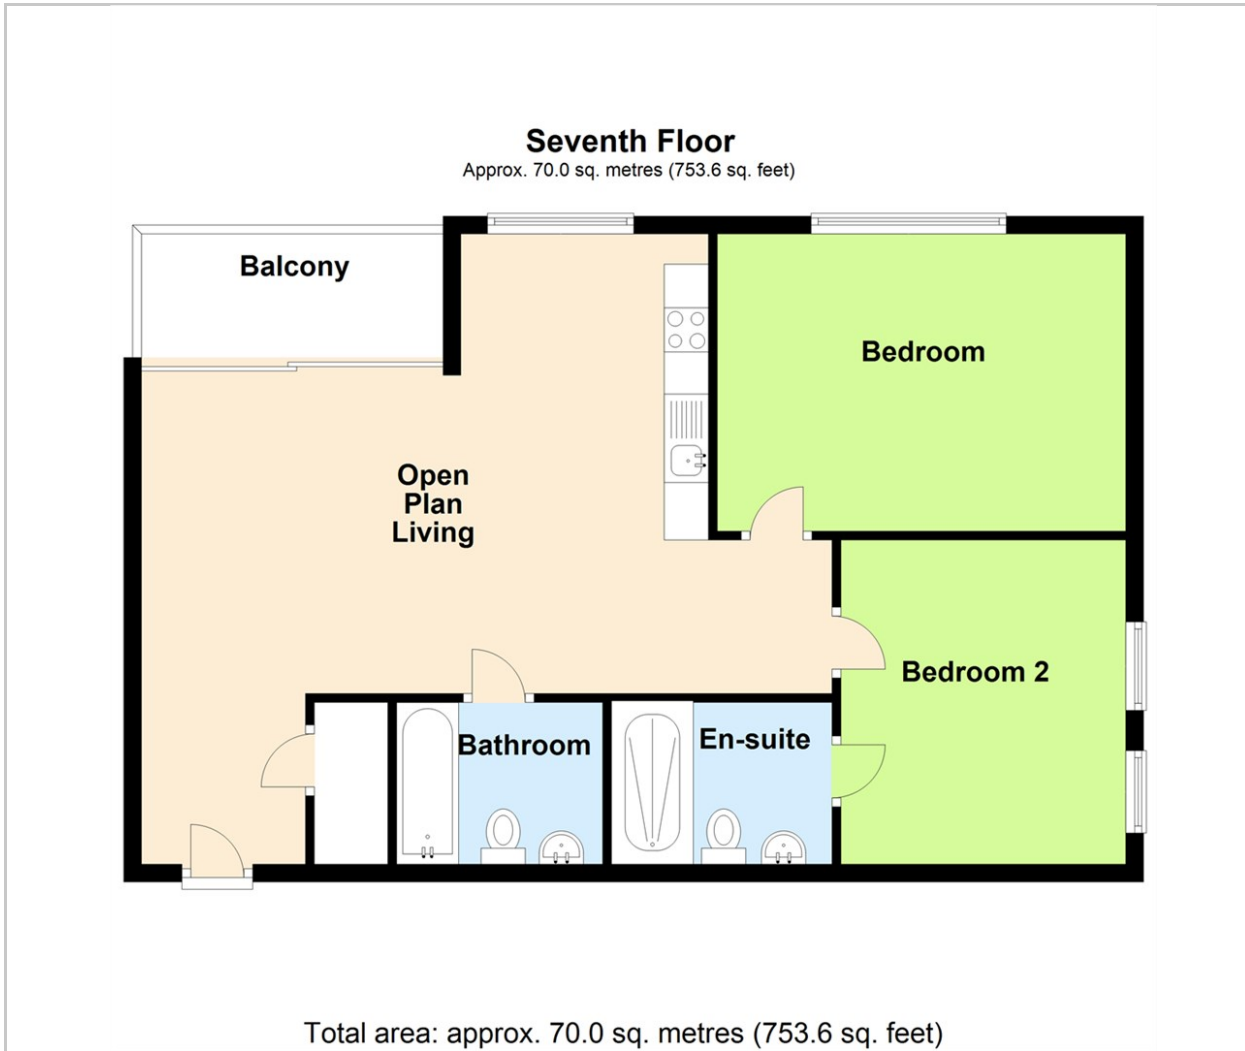 Seventh Floor
Approx. 70.0 sq. metres (753.6 sq. feet)
Balcony
Bedroom
Open
Plan
Living
Bedroom 2
Bathroom
En-suite
Total area: approx. 70.0 sq. metres (753.6 sq. feet)